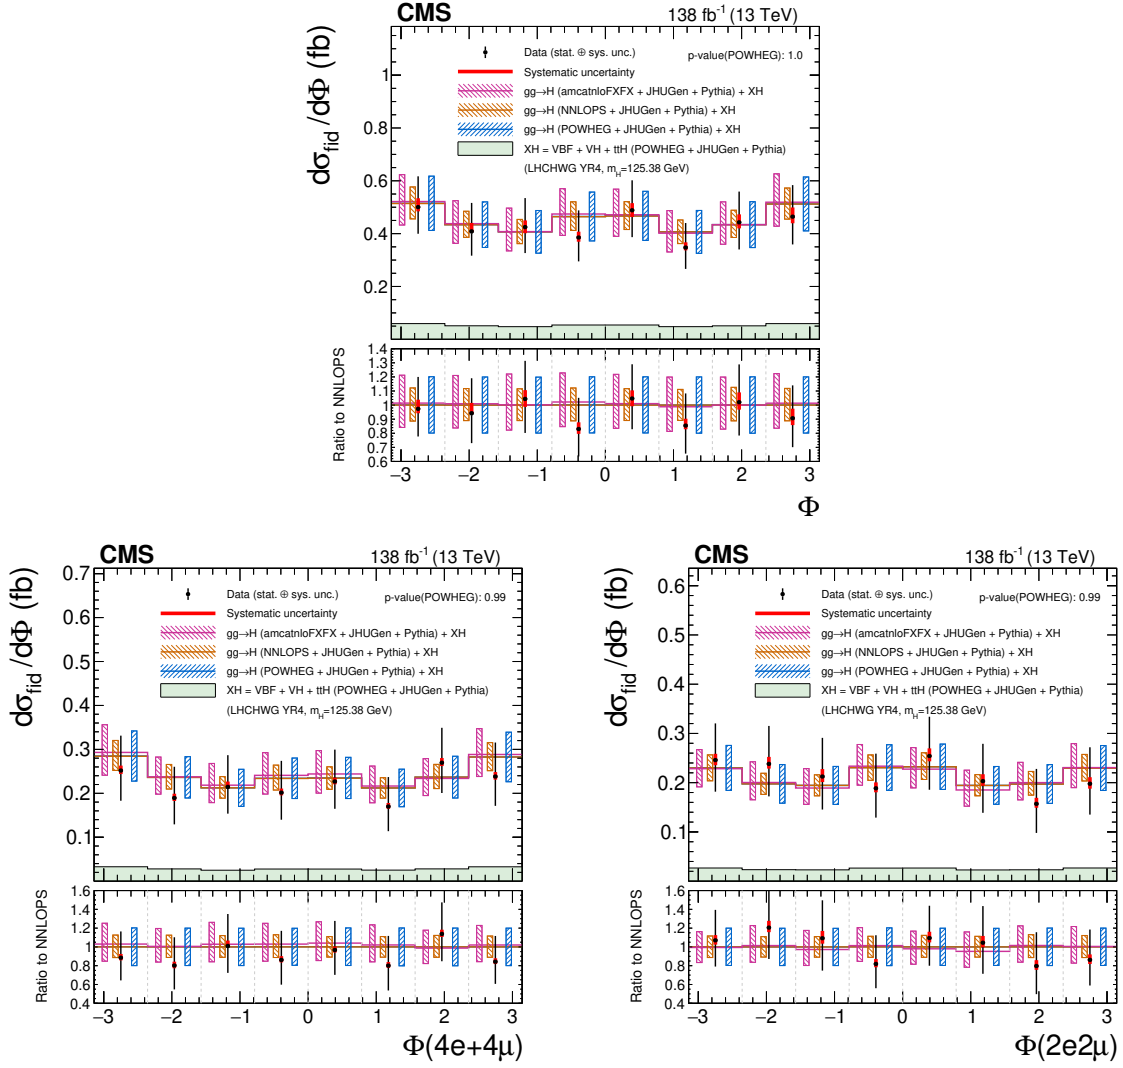 CMS 138 fb⁻¹ (13 TeV)
dσ_fid/dΦ (fb)
Data (stat. ⊕ sys. unc.) p-value(POWHEG): 1.0
Systematic uncertainty
gg→H (amcatnloFXFX + JHUGen + Pythia) + XH
gg→H (NNLOPS + JHUGen + Pythia) + XH
gg→H (POWHEG + JHUGen + Pythia) + XH
XH = VBF + VH + ttH (POWHEG + JHUGen + Pythia)
(LHCHWG YR4, m_H=125.38 GeV)
1
0.8
0.6
0.4
0.2
Ratio to NNLOPS
1.4
1.3
1.2
1.1
1.0
0.9
0.8
0.7
0.6
−3 −2 −1 0 1 2 3
Φ
CMS 138 fb⁻¹ (13 TeV)
dσ_fid/dΦ (fb)
Data (stat. ⊕ sys. unc.) p-value(POWHEG): 0.99
Systematic uncertainty
gg→H (amcatnloFXFX + JHUGen + Pythia) + XH
gg→H (NNLOPS + JHUGen + Pythia) + XH
gg→H (POWHEG + JHUGen + Pythia) + XH
XH = VBF + VH + ttH (POWHEG + JHUGen + Pythia)
(LHCHWG YR4, m_H=125.38 GeV)
0.7
0.6
0.5
0.4
0.3
0.2
0.1
Ratio to NNLOPS
1.6
1.4
1.2
1
0.8
0.6
0.4
−3 −2 −1 0 1 2 3
Φ(4e+4μ)
CMS 138 fb⁻¹ (13 TeV)
dσ_fid/dΦ (fb)
Data (stat. ⊕ sys. unc.) p-value(POWHEG): 0.99
Systematic uncertainty
gg→H (amcatnloFXFX + JHUGen + Pythia) + XH
gg→H (NNLOPS + JHUGen + Pythia) + XH
gg→H (POWHEG + JHUGen + Pythia) + XH
XH = VBF + VH + ttH (POWHEG + JHUGen + Pythia)
(LHCHWG YR4, m_H=125.38 GeV)
0.6
0.5
0.4
0.3
0.2
0.1
Ratio to NNLOPS
1.6
1.4
1.2
1
0.8
0.6
0.4
−3 −2 −1 0 1 2 3
Φ(2e2μ)